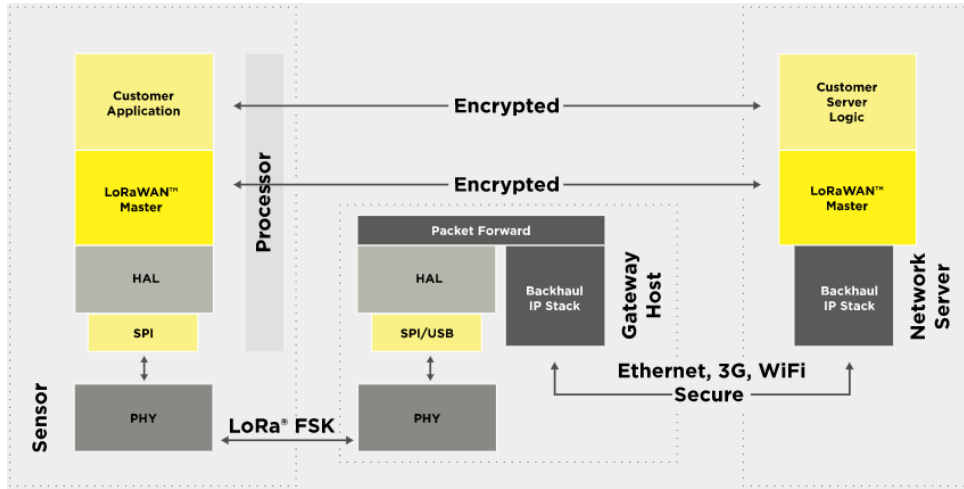 Customer
Application
LoRaWAN™
Master
HAL
SPI
PHY
Sensor
Processor
Encrypted
Encrypted
LoRa® FSK
Packet Forward
HAL
SPI/USB
PHY
Backhaul
IP Stack
Gateway
Host
Ethernet, 3G, WiFi
Secure
Customer
Server
Logic
LoRaWAN™
Master
Backhaul
IP Stack
Network
Server